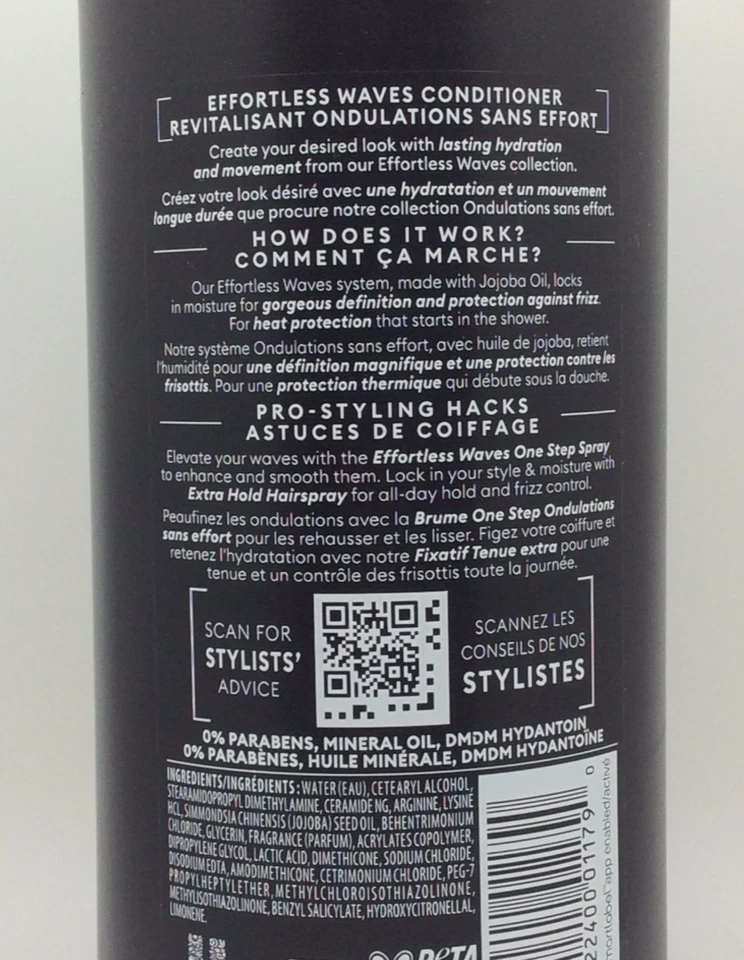 EFFORTLESS WAVES CONDITIONER
REVITALISANT ONDULATIONS SANS EFFORT
Create your desired look with lasting hydration
and movement from our Effortless Waves collection.
Créez votre look désiré avec une hydratation et un mouvement
longue durée que procure notre collection Ondulations sans effort.
HOW DOES IT WORK?
COMMENT ÇA MARCHE?
Our Effortless Waves system, made with Jojoba Oil, locks
in moisture for gorgeous definition and protection against frizz.
For heat protection that starts in the shower.
Notre système Ondulations sans effort, avec huile de jojoba, retient
l'humidité pour une définition magnifique et une protection contre les
frisottis. Pour une protection thermique qui débute sous la douche.
PRO-STYLING HACKS
ASTUCES DE COIFFAGE
Elevate your waves with the Effortless Waves One Step Spray
to enhance and smooth them. Lock in your style & moisture with
Extra Hold Hairspray for all-day hold and frizz control.
Peaufinez les ondulations avec la Brume One Step Ondulations
sans effort pour les rehausser et les lisser. Figez votre coiffure et
retenez l'hydratation avec notre Fixatif Tenue extra pour une
tenue et un contrôle des frisottis toute la journée.
SCAN FOR
STYLISTS'
ADVICE
SCANNEZ LES
CONSEILS DE NOS
STYLISTES
0% PARABENS, MINERAL OIL, DMDM HYDANTOIN
0% PARABÈNES, HUILE MINÉRALE, DMDM HYDANTOÏNE
INGREDIENTS/INGRÉDIENTS: WATER (EAU), CETEARYL ALCOHOL,
STEARAMIDOPROPYL DIMETHYLAMINE, CERAMIDE NG, ARGININE, LYSINE
HCL, SIMMONDSIA CHINENSIS (JOJOBA) SEED OIL, BEHENTRIMONIUM
CHLORIDE, GLYCERIN, FRAGRANCE (PARFUM), ACRYLATES COPOLYMER,
DIPROPYLENE GLYCOL, LACTIC ACID, DIMETHICONE, SODIUM CHLORIDE,
DISODIUM EDTA, AMODIMETHICONE, CETRIMONIUM CHLORIDE, PEG-7
PROPYLHEPTYL ETHER, METHYLCHLOROISOTHIAZOLINONE,
METHYLISOTHIAZOLINONE, BENZYL SALICYLATE, HYDROXYCITRONELLAL,
LIMONENE.
22400 01179 0
app enabled/activé
PeTA